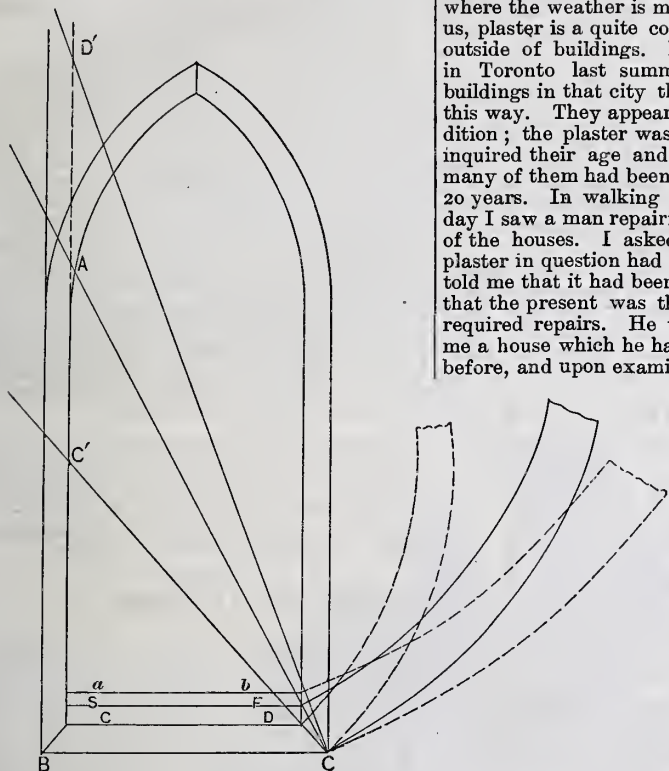 where the weather is m
us, plaster is a quite co
outside of buildings.
in Toronto last summ
buildings in that city th
this way. They appear
dition ; the plaster was
inquired their age and
many of them had been
20 years. In walking
day I saw a man repairi
of the houses. I asked
plaster in question had
told me that it had been
that the present was th
required repairs. He
me a house which he ha
before, and upon exami
D′
A
C′
a b
S F
C D
B C